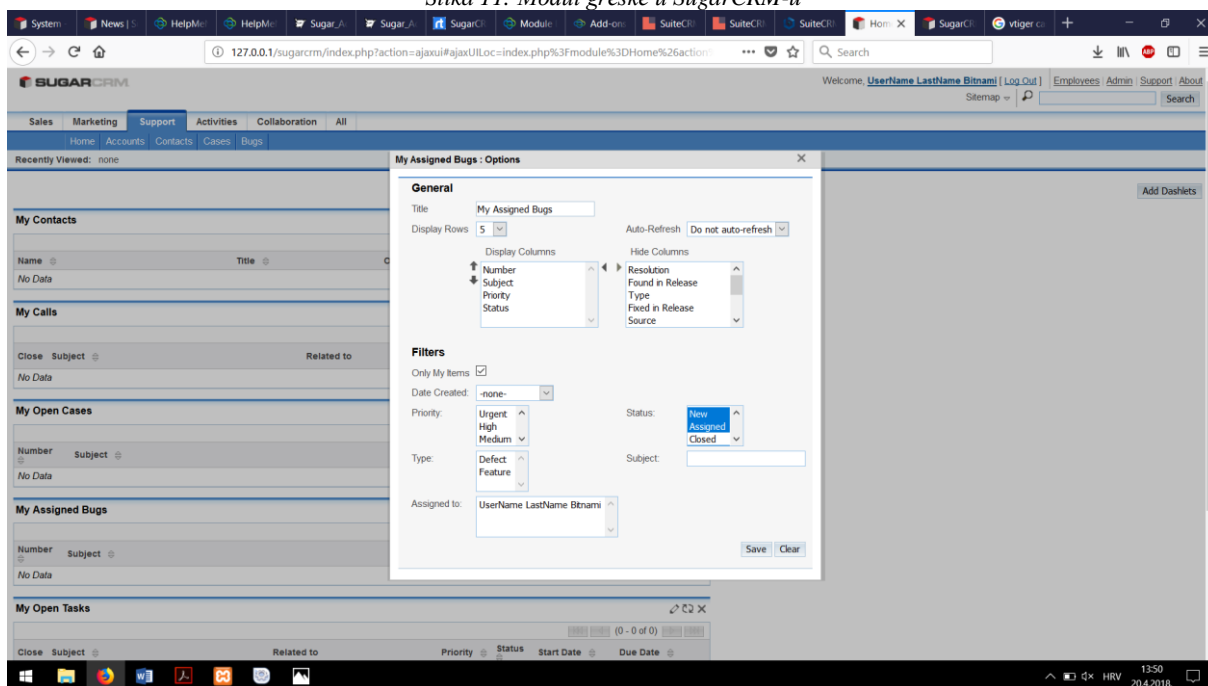 Slika 11. Modul greške u SugarCRM-u
System News | S HelpMe HelpMe Sugar_A Sugar_A SugarCR Module Add-ons SuiteCR SuiteCR SuiteCR Hom SugarCR vtiger ca
127.0.0.1/sugarcrm/index.php?action=ajaxui#ajaxUILoc=index.php%3Fmodule%3DHome%26action Search
SUGARCRM. Welcome, UserName LastName Bitnami [ Log Out ] Employees | Admin | Support | About
Sitemap Search
Sales Marketing Support Activities Collaboration All
Home Accounts Contacts Cases Bugs
Recently Viewed: none
My Assigned Bugs : Options
Add Dashlets
General
Title My Assigned Bugs
Display Rows 5 Auto-Refresh Do not auto-refresh
Display Columns Hide Columns
Number Resolution
Subject Found in Release
Priority Type
Status Fixed in Release
Source
Filters
Only My Items
Date Created: -none-
Priority: Urgent Status: New
High Assigned
Medium Closed
Type: Defect Subject:
Feature
Assigned to: UserName LastName Bitnami
Save Clear
My Contacts
Name Title
No Data
My Calls
Close Subject Related to
No Data
My Open Cases
Number Subject
No Data
My Assigned Bugs
Number Subject
No Data
My Open Tasks
(0 - 0 of 0)
Close Subject Related to Priority Status Start Date Due Date
HRV 13:50
20.4.2018.